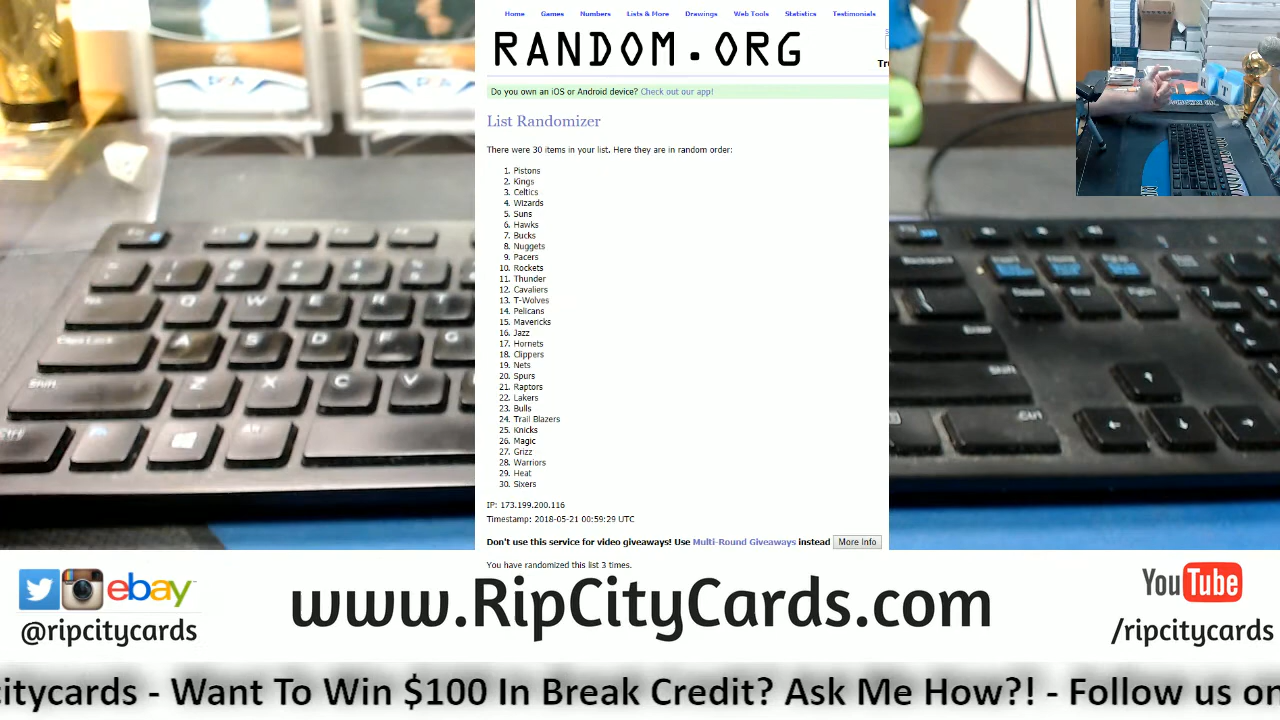 Home Games Numbers Lists & More Drawings Web Tools Statistics Testimonials
RANDOM.ORG
Do you own an iOS or Android device? Check out our app!
List Randomizer
There were 30 items in your list. Here they are in random order:
1. Pistons
2. Kings
3. Celtics
4. Wizards
5. Suns
6. Hawks
7. Bucks
8. Nuggets
9. Pacers
10. Rockets
11. Thunder
12. Cavaliers
13. T-Wolves
14. Pelicans
15. Mavericks
16. Jazz
17. Hornets
18. Clippers
19. Nets
20. Spurs
21. Raptors
22. Lakers
23. Bulls
24. Trail Blazers
25. Knicks
26. Magic
27. Grizz
28. Warriors
29. Heat
30. Sixers
IP: 173.199.200.116
Timestamp: 2018-05-21 00:59:29 UTC
Don't use this service for video giveaways! Use Multi-Round Giveaways instead More Info
You have randomized this list 3 times.
Q W E R T
A S D F G
Shift Z X C V
Backspace
Enter
Shift
Ctrl
ebay
@ripcitycards
www.RipCityCards.com
YouTube
/ripcitycards
citycards - Want To Win $100 In Break Credit? Ask Me How?! - Follow us on